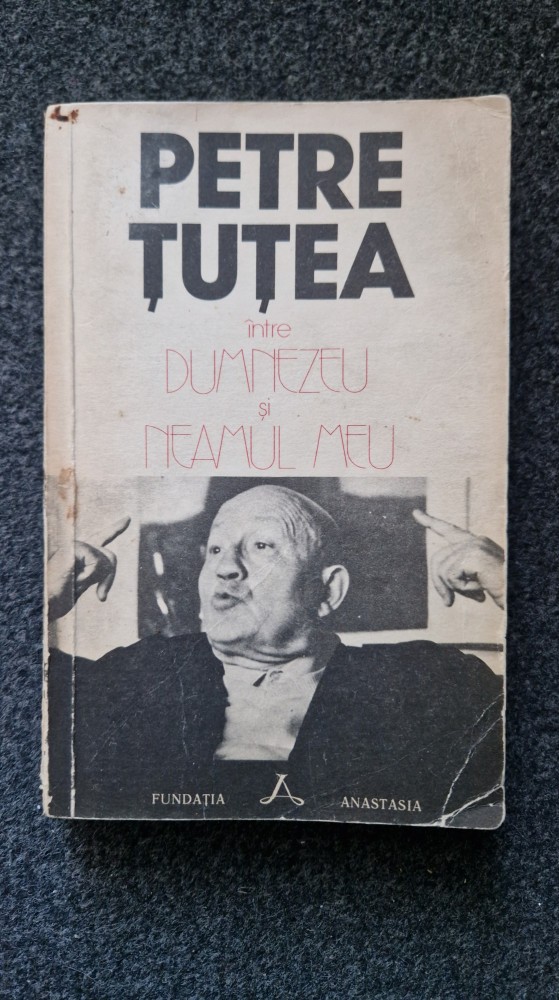 PETRE
ȚUȚEA
între
DUMNEZEU
și
NEAMUL MEU
FUNDAȚIA A ANASTASIA